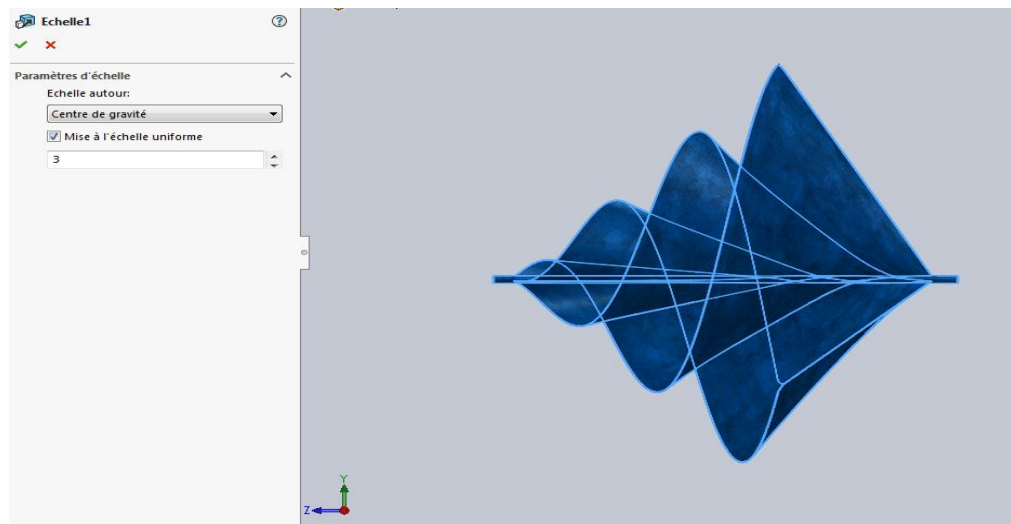 Echelle1
Paramètres d'échelle
Echelle autour:
Centre de gravité
Mise à l'échelle uniforme
3
Y
Z